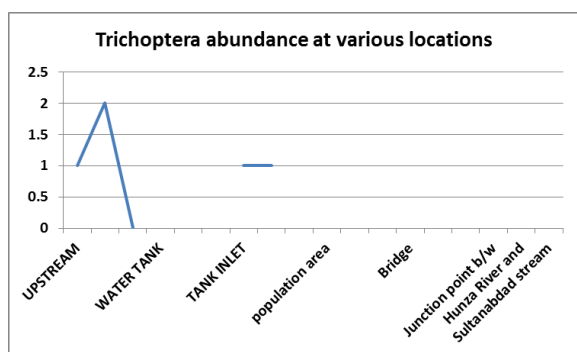 Trichoptera abundance at various locations
2.5
2
1.5
1
0.5
0
UPSTREAM
WATER TANK
TANK INLET
population area
Bridge
Junction point b/w
Hunza River and
Sultanabdad stream